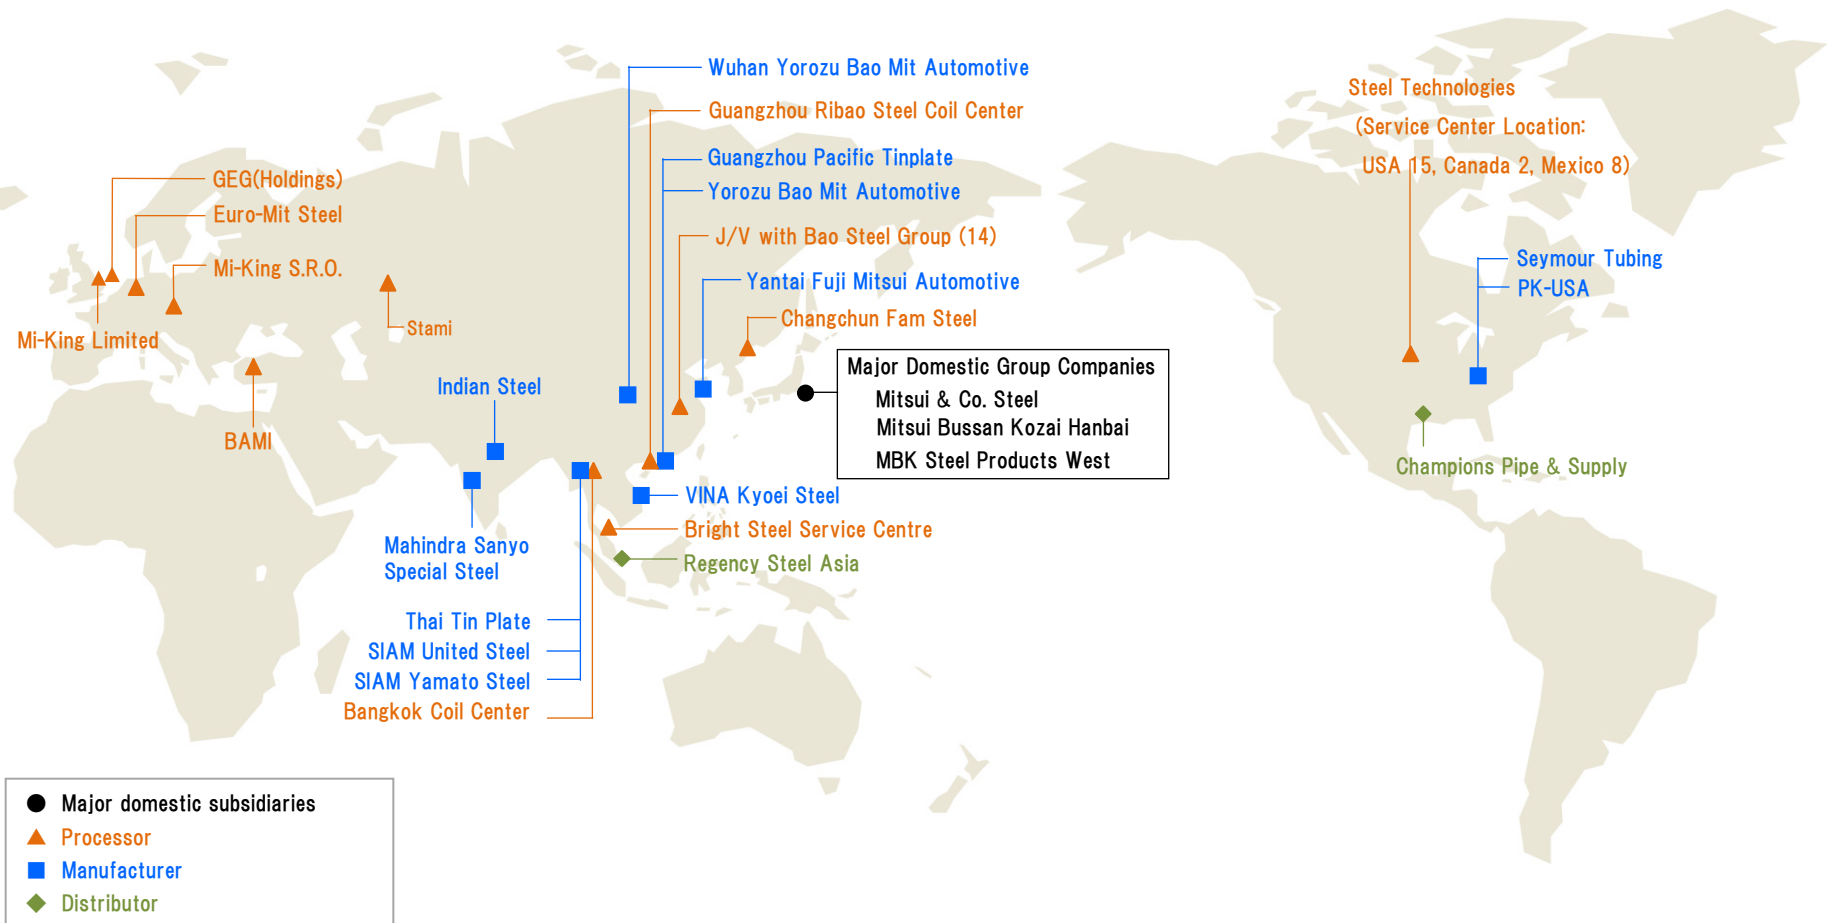 Wuhan Yorozu Bao Mit Automotive
Guangzhou Ribao Steel Coil Center
Guangzhou Pacific Tinplate
Yorozu Bao Mit Automotive
J/V with Bao Steel Group (14)
Yantai Fuji Mitsui Automotive
Changchun Fam Steel
Steel Technologies
(Service Center Location:
USA 15, Canada 2, Mexico 8)
GEG(Holdings)
Euro-Mit Steel
Mi-King S.R.O.
Mi-King Limited
Stami
BAMI
Indian Steel
Mahindra Sanyo
Special Steel
Major Domestic Group Companies
Mitsui & Co. Steel
Mitsui Bussan Kozai Hanbai
MBK Steel Products West
Seymour Tubing
PK-USA
Champions Pipe & Supply
VINA Kyoei Steel
Bright Steel Service Centre
Regency Steel Asia
Thai Tin Plate
SIAM United Steel
SIAM Yamato Steel
Bangkok Coil Center
Major domestic subsidiaries
Processor
Manufacturer
Distributor